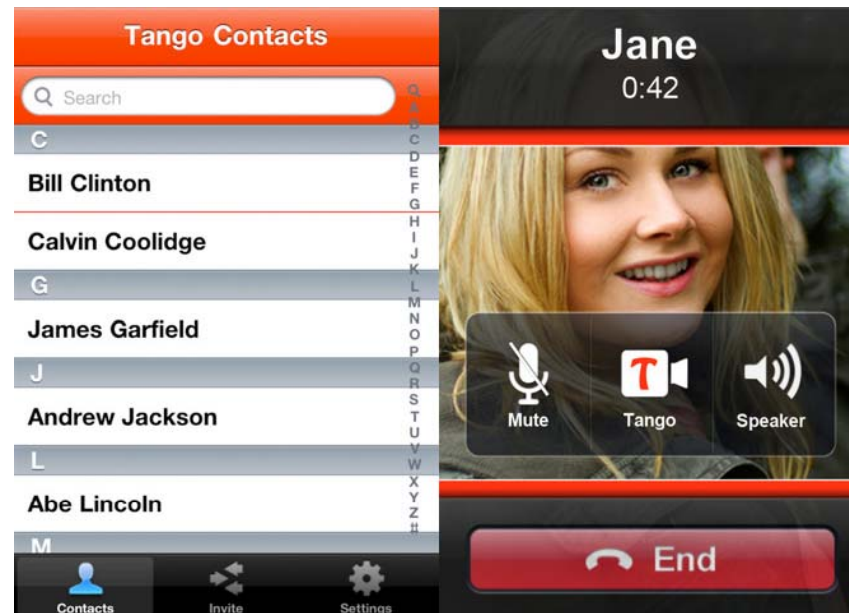 Tango Contacts
Search
C
Bill Clinton
Calvin Coolidge
G
James Garfield
J
Andrew Jackson
L
Abe Lincoln
M
Contacts Invite Settings
Q
A
B
C
D
E
F
G
H
I
J
K
L
M
N
O
P
Q
R
S
T
U
V
W
X
Y
Z
#
Jane
0:42
T
Mute Tango Speaker
End